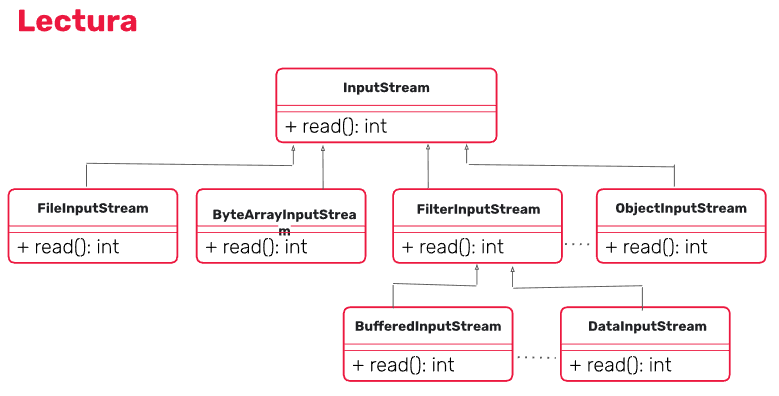 Lectura
InputStream
+ read(): int
FileInputStream
+ read(): int
ByteArrayInputStrea
m
+ read(): int
FilterInputStream
+ read(): int
ObjectInputStream
+ read(): int
BufferedInputStream
+ read(): int
DataInputStream
+ read(): int